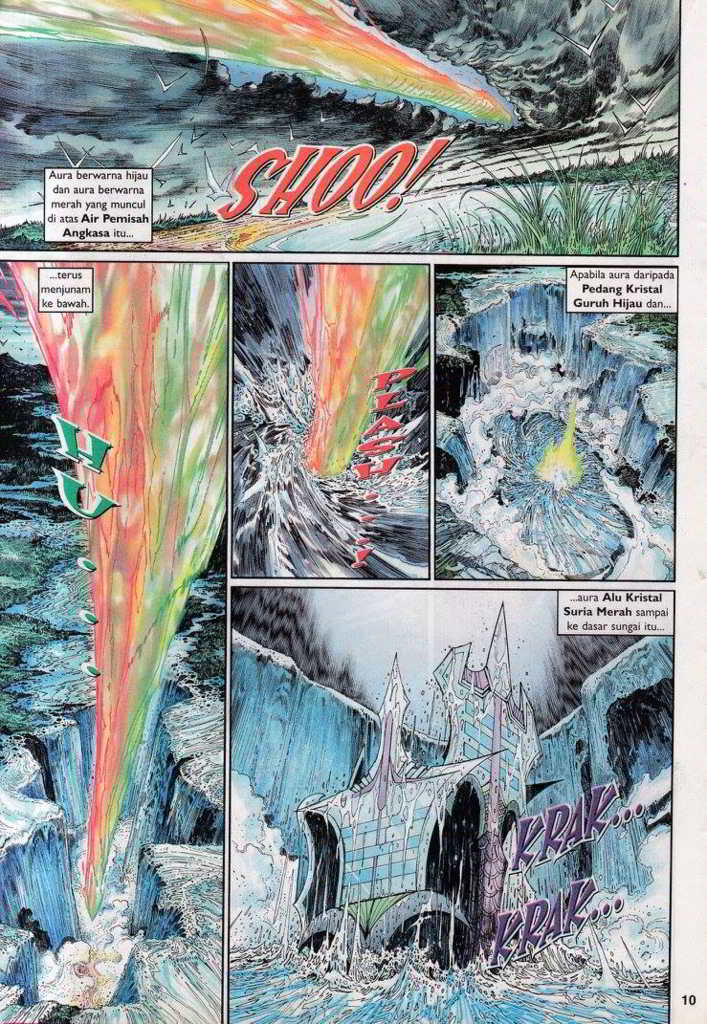 Aura berwarna hijau
dan aura berwarna
merah yang muncul
di atas Air Pemisah
Angkasa itu...
SHOO!
...terus
menjunam
ke bawah.
HU...
PLASH...!
Apabila aura daripada
Pedang Kristal
Guruh Hijau dan...
...aura Alu Kristal
Suria Merah sampai
ke dasar sungai itu...
KRAK...
KRAK...
10